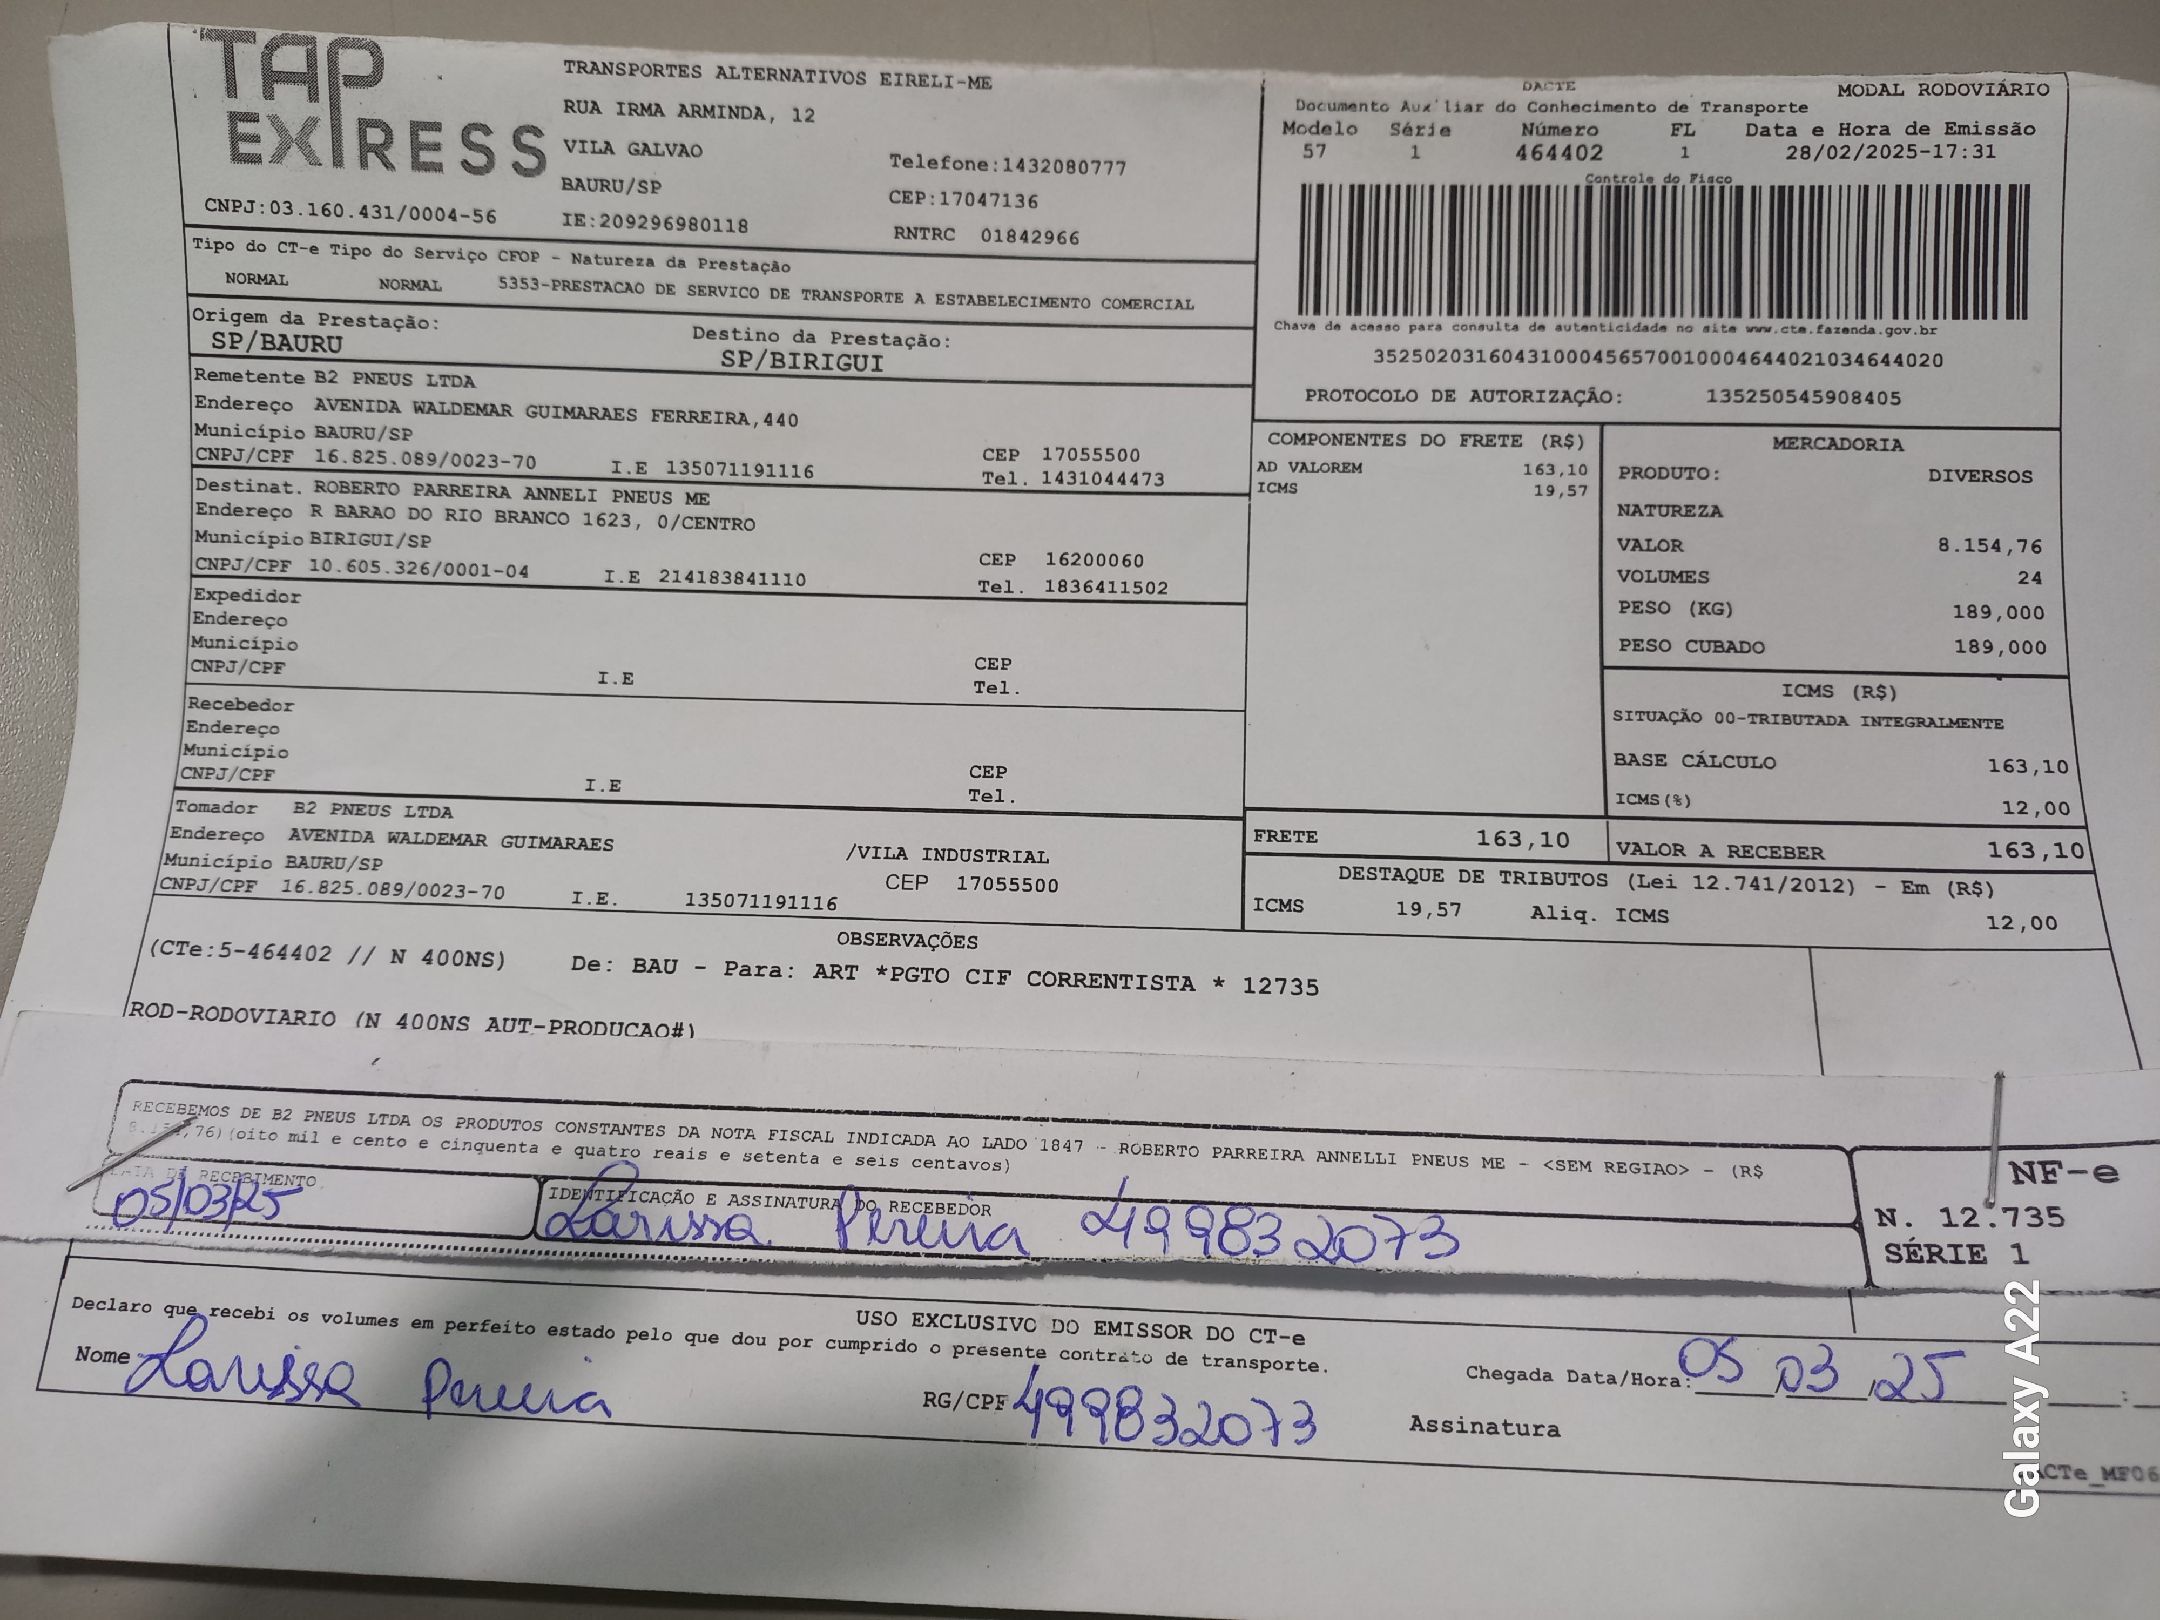 TAP
EXPRESS
CNPJ:03.160.431/0004-56
TRANSPORTES ALTERNATIVOS EIRELI-ME
RUA IRMA ARMINDA, 12
VILA GALVAO
BAURU/SP
IE:209296980118
Telefone:1432080777
CEP:17047136
RNTRC 01842966
DACTE MODAL RODOVIÁRIO
Documento Auxiliar do Conhecimento de Transporte
Modelo Série Número FL Data e Hora de Emissão
57 1 464402 1 28/02/2025-17:31
Controle do Fisco
Chave de acesso para consulta de autenticidade no site www.cte.fazenda.gov.br
35250203160431000456570010004644021034644020
PROTOCOLO DE AUTORIZAÇÃO: 135250545908405
Tipo do CT-e Tipo do Serviço CFOP - Natureza da Prestação
NORMAL NORMAL 5353-PRESTACAO DE SERVICO DE TRANSPORTE A ESTABELECIMENTO COMERCIAL
Origem da Prestação: Destino da Prestação:
SP/BAURU SP/BIRIGUI
Remetente B2 PNEUS LTDA
Endereço AVENIDA WALDEMAR GUIMARAES FERREIRA,440
Município BAURU/SP CEP 17055500
CNPJ/CPF 16.825.089/0023-70 I.E 135071191116 Tel. 1431044473
Destinat. ROBERTO PARREIRA ANNELI PNEUS ME
Endereço R BARAO DO RIO BRANCO 1623, 0/CENTRO
Município BIRIGUI/SP CEP 16200060
CNPJ/CPF 10.605.326/0001-04 I.E 214183841110 Tel. 1836411502
Expedidor
Endereço
Município CEP
CNPJ/CPF I.E Tel.
Recebedor
Endereço
Município CEP
CNPJ/CPF I.E Tel.
Tomador B2 PNEUS LTDA
Endereço AVENIDA WALDEMAR GUIMARAES /VILA INDUSTRIAL
Município BAURU/SP CEP 17055500
CNPJ/CPF 16.825.089/0023-70 I.E. 135071191116
COMPONENTES DO FRETE (R$)
AD VALOREM 163,10
ICMS 19,57
MERCADORIA
PRODUTO: DIVERSOS
NATUREZA
VALOR 8.154,76
VOLUMES 24
PESO (KG) 189,000
PESO CUBADO 189,000
ICMS (R$)
SITUAÇÃO 00-TRIBUTADA INTEGRALMENTE
BASE CÁLCULO 163,10
ICMS(%) 12,00
FRETE 163,10 VALOR A RECEBER 163,10
DESTAQUE DE TRIBUTOS (Lei 12.741/2012) - Em (R$)
ICMS 19,57 Aliq. ICMS 12,00
OBSERVAÇÕES
(CTe:5-464402 // N 400NS) De: BAU - Para: ART *PGTO CIF CORRENTISTA * 12735
ROD-RODOVIARIO (N 400NS AUT-PRODUCAO#)
RECEBEMOS DE B2 PNEUS LTDA OS PRODUTOS CONSTANTES DA NOTA FISCAL INDICADA AO LADO 1847 - ROBERTO PARREIRA ANNELLI PNEUS ME - <SEM REGIAO> - (R$
8.154,76)(oito mil e cento e cinquenta e quatro reais e setenta e seis centavos)
DATA DE RECEBIMENTO
05/03/25
IDENTIFICAÇÃO E ASSINATURA DO RECEBEDOR
Larissa Pereira 499832073
NF-e
N. 12.735
SÉRIE 1
USO EXCLUSIVO DO EMISSOR DO CT-e
Declaro que recebi os volumes em perfeito estado pelo que dou por cumprido o presente contrato de transporte.
Nome Larissa Pereira RG/CPF 499832073
Chegada Data/Hora: 05/03/25 :
Assinatura
DACTe_MF06
Galaxy A22